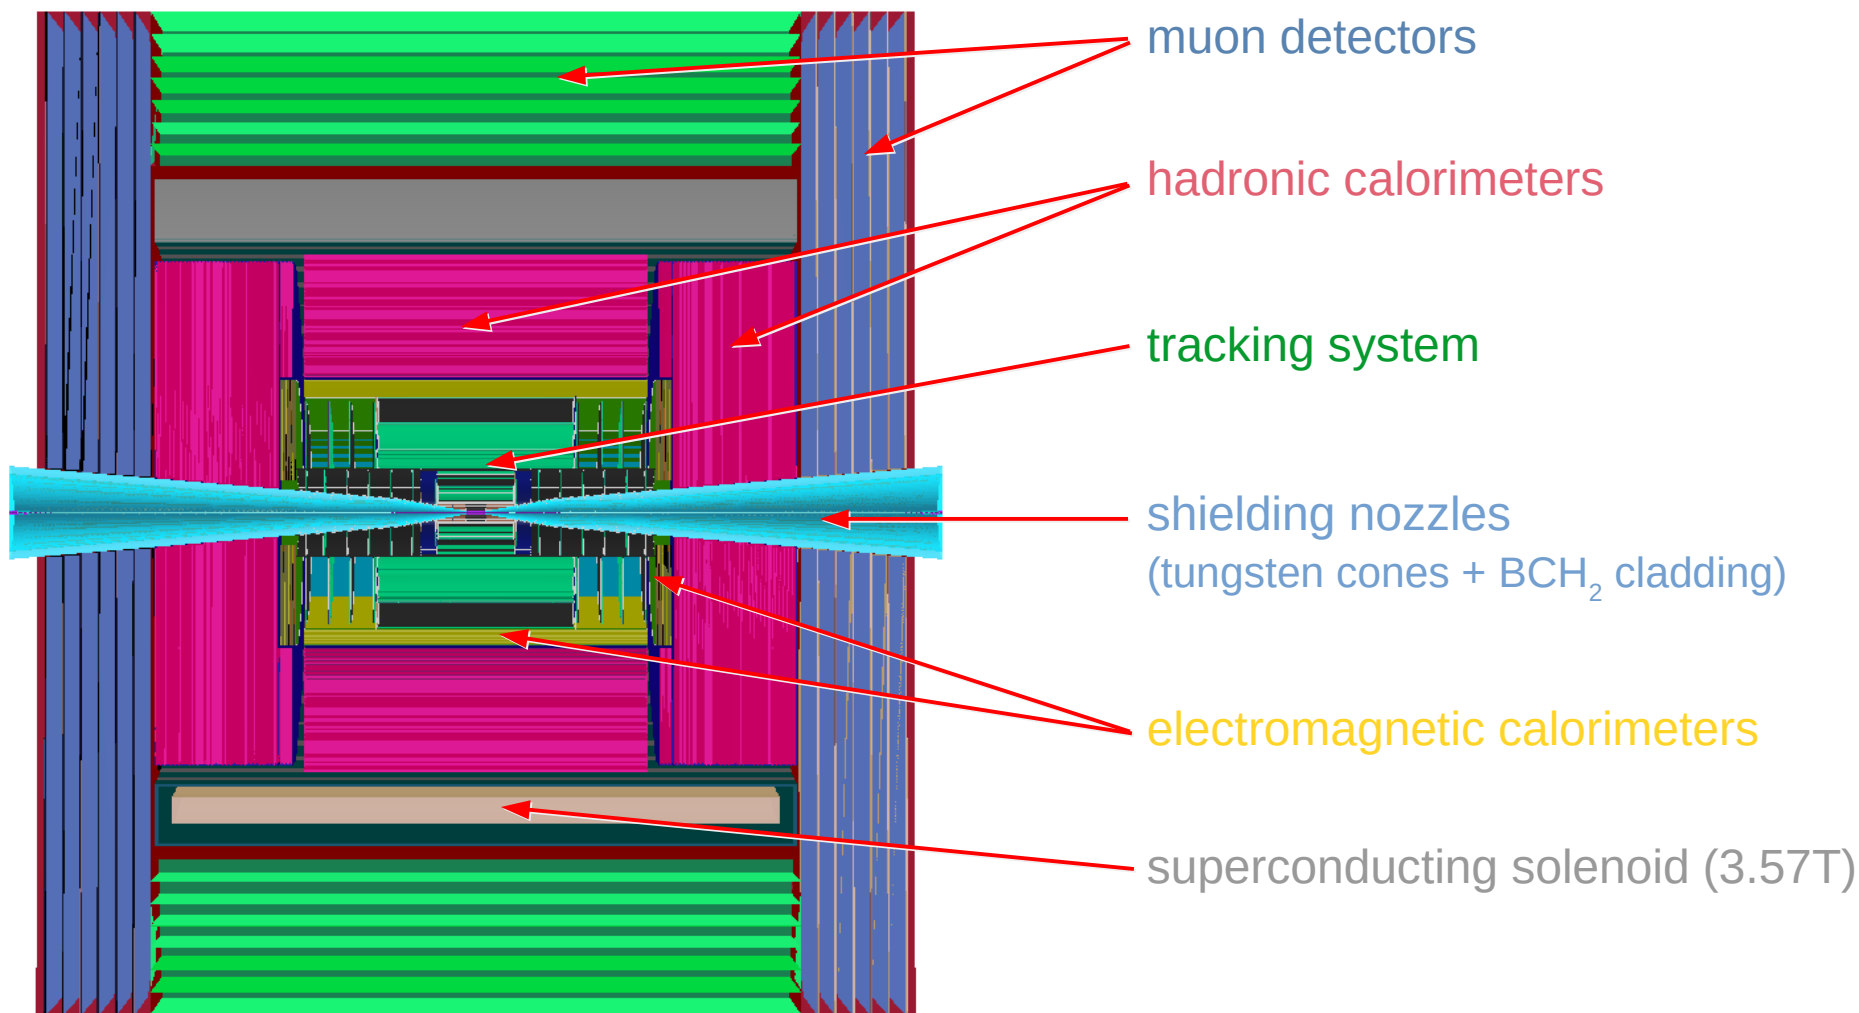 muon detectors
hadronic calorimeters
tracking system
shielding nozzles
(tungsten cones + BCH₂ cladding)
electromagnetic calorimeters
superconducting solenoid (3.57T)